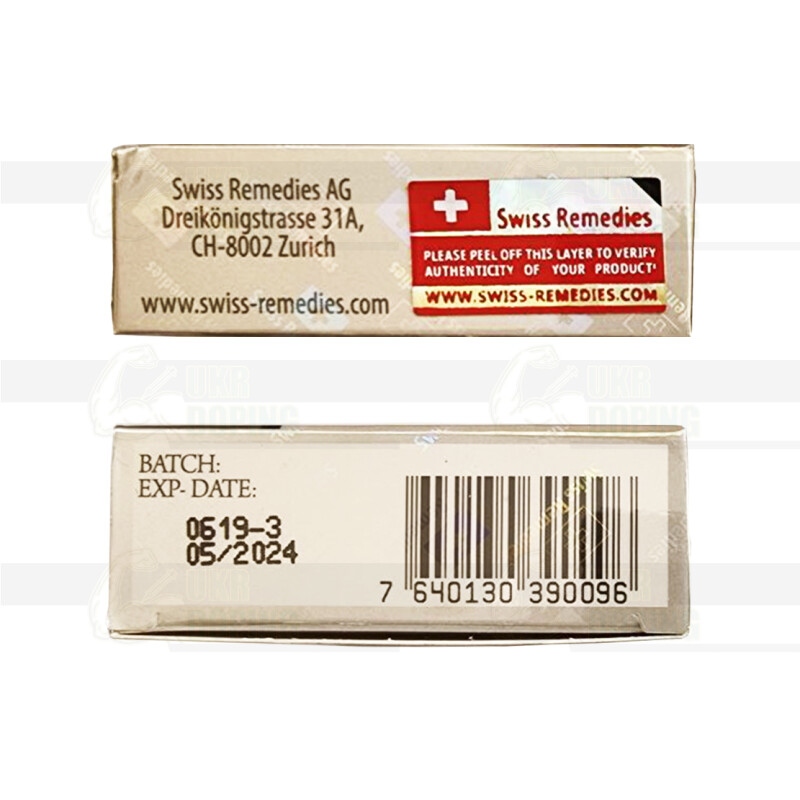 Swiss Remedies AG
Dreikönigstrasse 31A,
CH-8002 Zurich
www.swiss-remedies.com
Swiss Remedies
PLEASE PEEL OFF THIS LAYER TO VERIFY
AUTHENTICITY OF YOUR PRODUCT!
WWW.SWISS-REMEDIES.COM
UKR
DOPING
BATCH:
EXP- DATE:
0619-3
05/2024
7 640130 390096